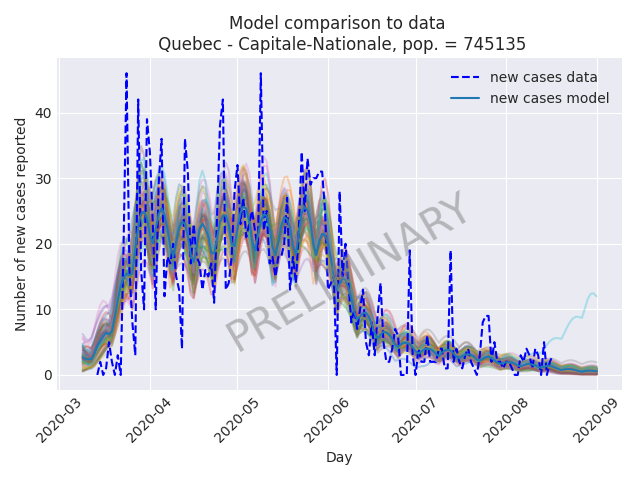 Model comparison to data
Quebec - Capitale-Nationale, pop. = 745135
new cases data
new cases model
Number of new cases reported
40
30
20
10
0
PRELIMINARY
2020-03
2020-04
2020-05
2020-06
2020-07
2020-08
2020-09
Day